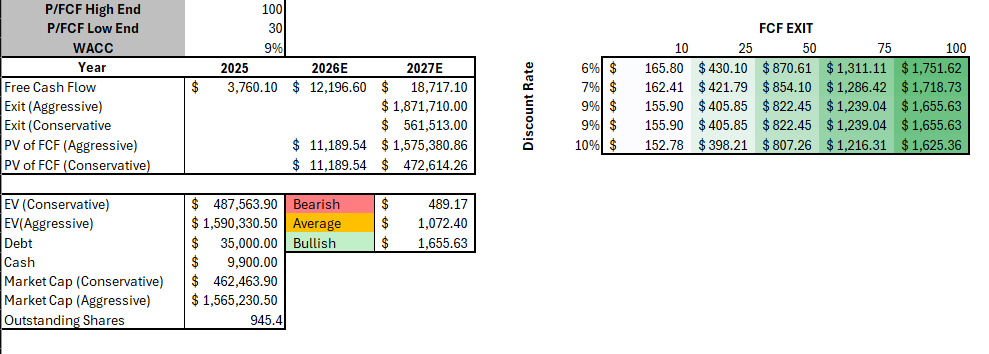 P/FCF High End 100
P/FCF Low End 30
WACC 9%
Year 2025 2026E 2027E
Free Cash Flow $ 3,760.10 $ 12,196.60 $ 18,717.10
Exit (Aggressive) $ 1,871,710.00
Exit (Conservative $ 561,513.00
PV of FCF (Aggressive) $ 11,189.54 $ 1,575,380.86
PV of FCF (Conservative) $ 11,189.54 $ 472,614.26
EV (Conservative) $ 487,563.90 Bearish $ 489.17
EV(Aggressive) $ 1,590,330.50 Average $ 1,072.40
Debt $ 35,000.00 Bullish $ 1,655.63
Cash $ 9,900.00
Market Cap (Conservative) $ 462,463.90
Market Cap (Aggressive) $ 1,565,230.50
Outstanding Shares 945.4
FCF EXIT
10 25 50 75 100
Discount Rate
6% $ 165.80 $ 430.10 $ 870.61 $ 1,311.11 $ 1,751.62
7% $ 162.41 $ 421.79 $ 854.10 $ 1,286.42 $ 1,718.73
9% $ 155.90 $ 405.85 $ 822.45 $ 1,239.04 $ 1,655.63
9% $ 155.90 $ 405.85 $ 822.45 $ 1,239.04 $ 1,655.63
10% $ 152.78 $ 398.21 $ 807.26 $ 1,216.31 $ 1,625.36